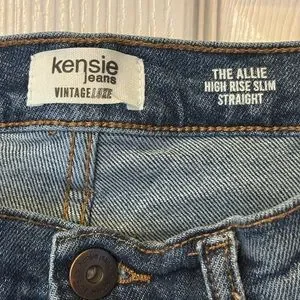 kensie
jeans
VINTAGE LUXE
THE ALLIE
HIGH RISE SLIM
STRAIGHT